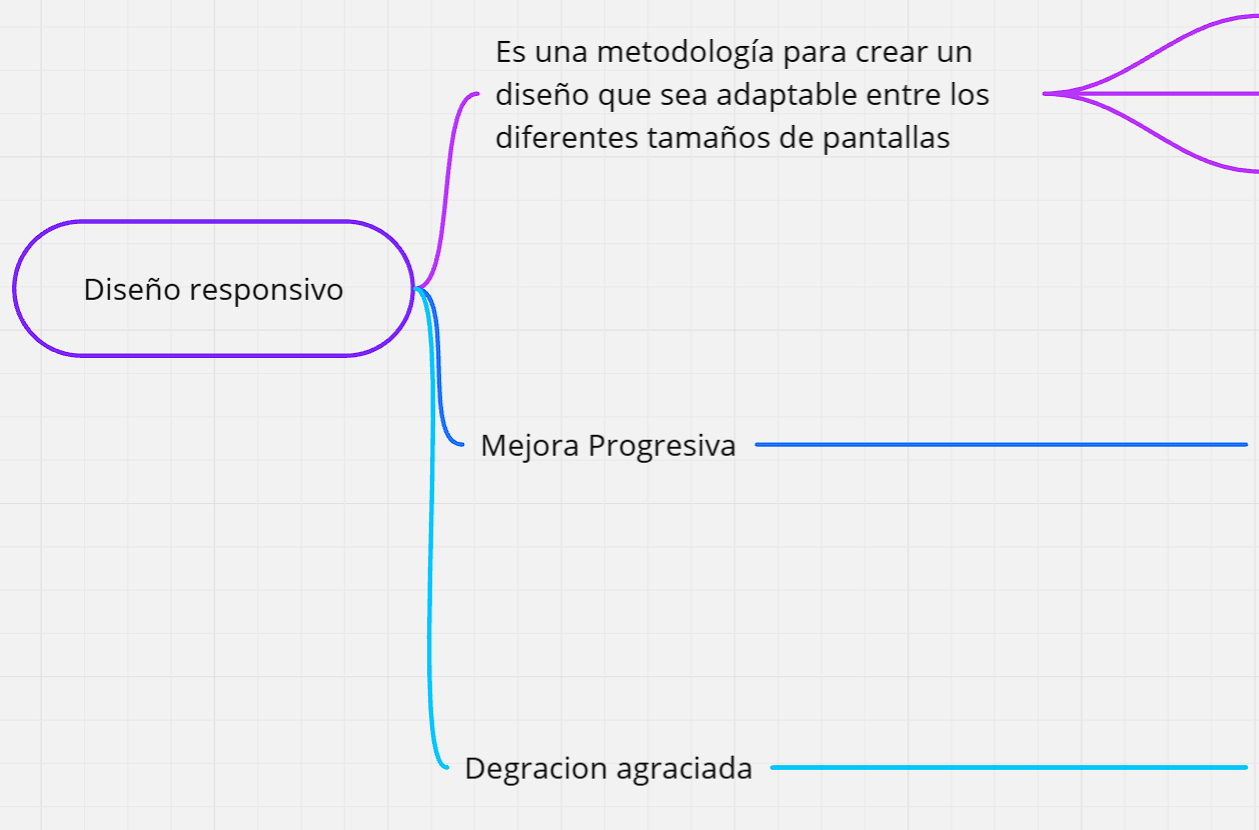 Es una metodología para crear un
diseño que sea adaptable entre los
diferentes tamaños de pantallas
Diseño responsivo
Mejora Progresiva
Degracion agraciada